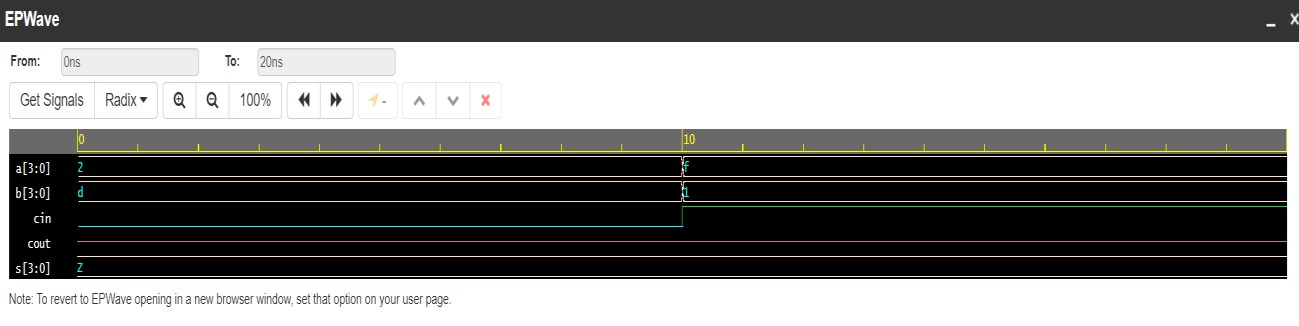 EPWave
From: 0ns To: 20ns
Get Signals Radix 100% -
0 10
a[3:0] 2 f
b[3:0] d 1
cin
cout
s[3:0] Z
Note: To revert to EPWave opening in a new browser window, set that option on your user page.